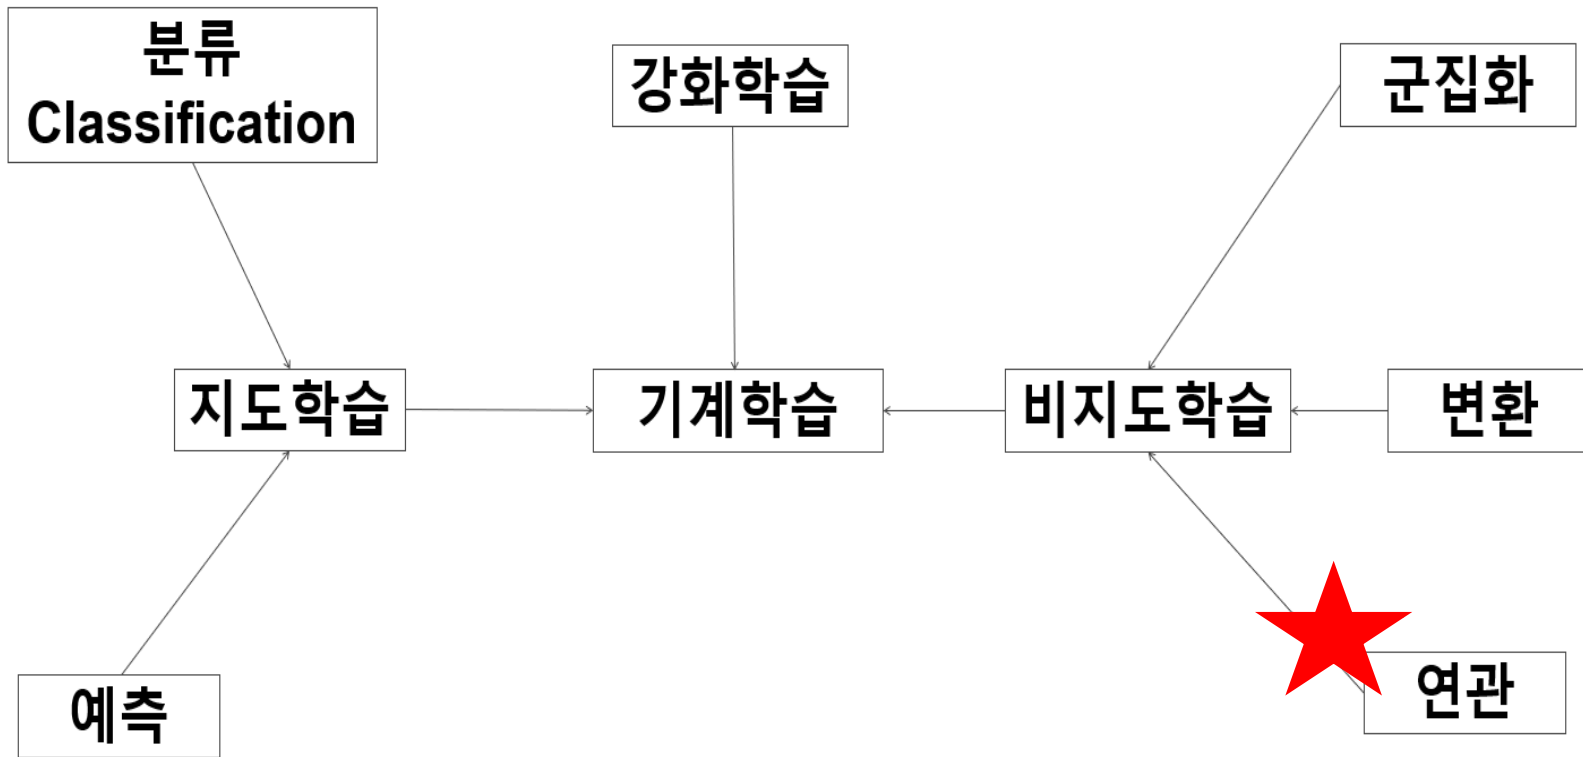 분류
Classification
강화학습
군집화
지도학습
기계학습
비지도학습
변환
예측
연관